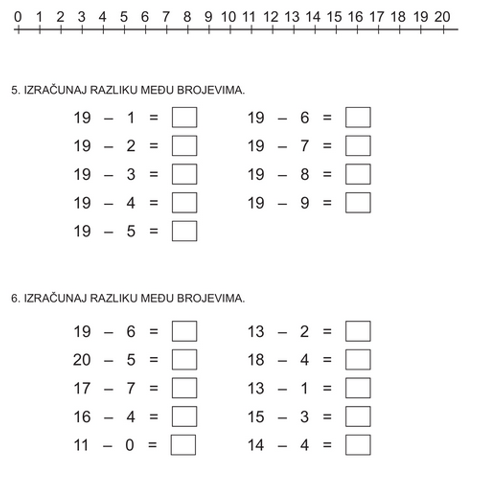 0 1 2 3 4 5 6 7 8 9 10 11 12 13 14 15 16 17 18 19 20
5. IZRAČUNAJ RAZLIKU MEĐU BROJEVIMA.
19 – 1 = 19 – 6 =
19 – 2 = 19 – 7 =
19 – 3 = 19 – 8 =
19 – 4 = 19 – 9 =
19 – 5 =
6. IZRAČUNAJ RAZLIKU MEĐU BROJEVIMA.
19 – 6 = 13 – 2 =
20 – 5 = 18 – 4 =
17 – 7 = 13 – 1 =
16 – 4 = 15 – 3 =
11 – 0 = 14 – 4 =